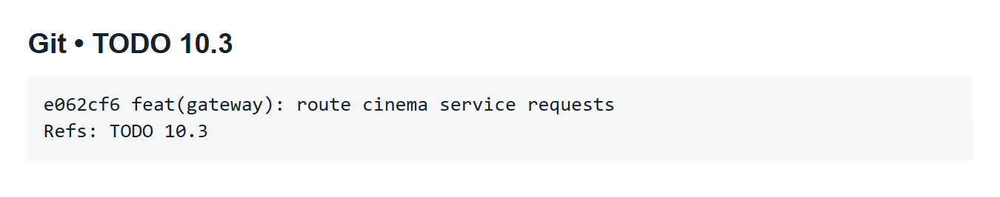 Git • TODO 10.3
e062cf6 feat(gateway): route cinema service requests
Refs: TODO 10.3